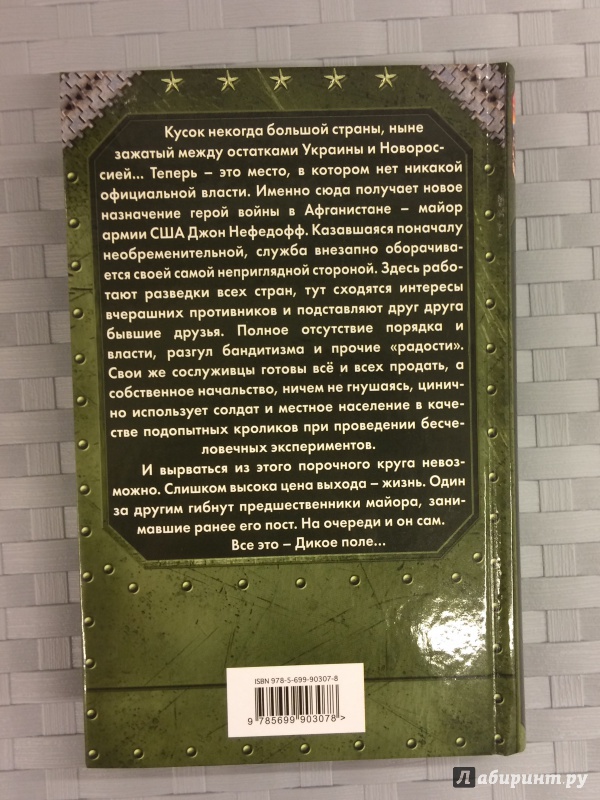 Кусок некогда большой страны, ныне
зажатый между остатками Украины и Новорос-
сией... Теперь – это место, в котором нет никакой
официальной власти. Именно сюда получает новое
назначение герой войны в Афганистане – майор
армии США Джон Нефедофф. Казавшаяся поначалу
необременительной, служба внезапно оборачива-
ется своей самой неприглядной стороной. Здесь рабо-
тают разведки всех стран, тут сходятся интересы
вчерашних противников и подставляют друг друга
бывшие друзья. Полное отсутствие порядка и
власти, разгул бандитизма и прочие «радости».
Свои же сослуживцы готовы всё и всех продать, а
собственное начальство, ничем не гнушаясь, цинич-
но использует солдат и местное население в каче-
стве подопытных кроликов при проведении бесче-
ловечных экспериментов.
И вырваться из этого порочного круга невоз-
можно. Слишком высока цена выхода – жизнь. Один
за другим гибнут предшественники майора, зани-
мавшие ранее его пост. На очереди и он сам.
Все это – Дикое поле...
ISBN 978-5-699-90307-8
9 785699 903078 >
Лабиринт.ру